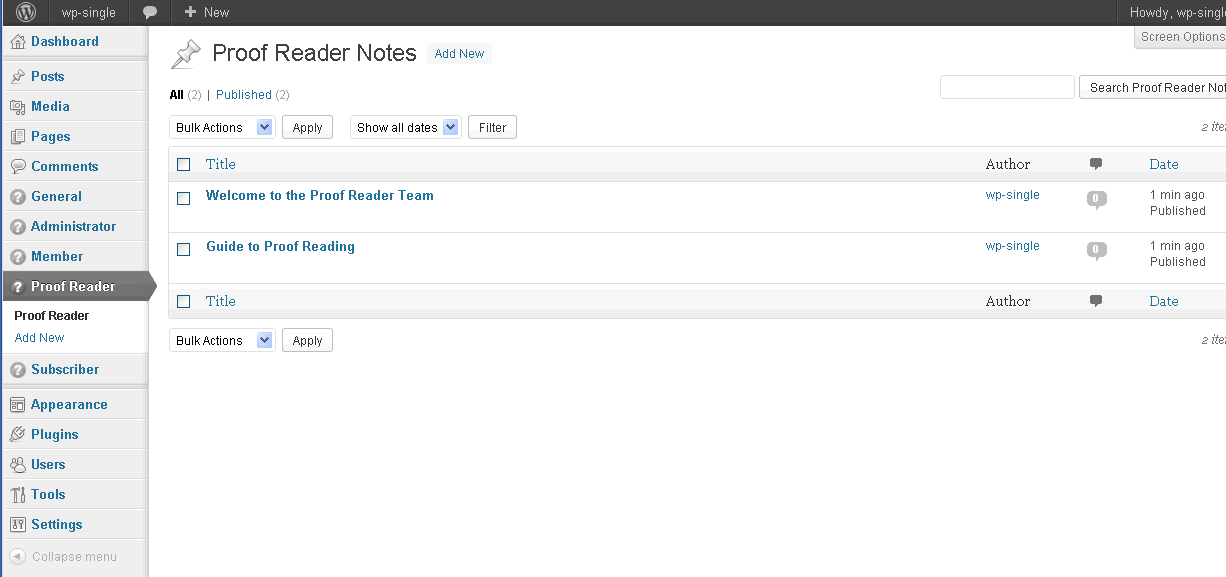 wp-single
New
Howdy, wp-single
Dashboard
Posts
Media
Pages
Comments
General
Administrator
Member
Proof Reader
Proof Reader
Add New
Subscriber
Appearance
Plugins
Users
Tools
Settings
Collapse menu
Screen Options
Proof Reader Notes Add New
All (2) | Published (2)
Search Proof Reader Not
Bulk Actions Apply Show all dates Filter
2 ite
Title Author Date
Welcome to the Proof Reader Team wp-single 0 1 min ago
Published
Guide to Proof Reading wp-single 0 1 min ago
Published
Title Author Date
Bulk Actions Apply
2 ite